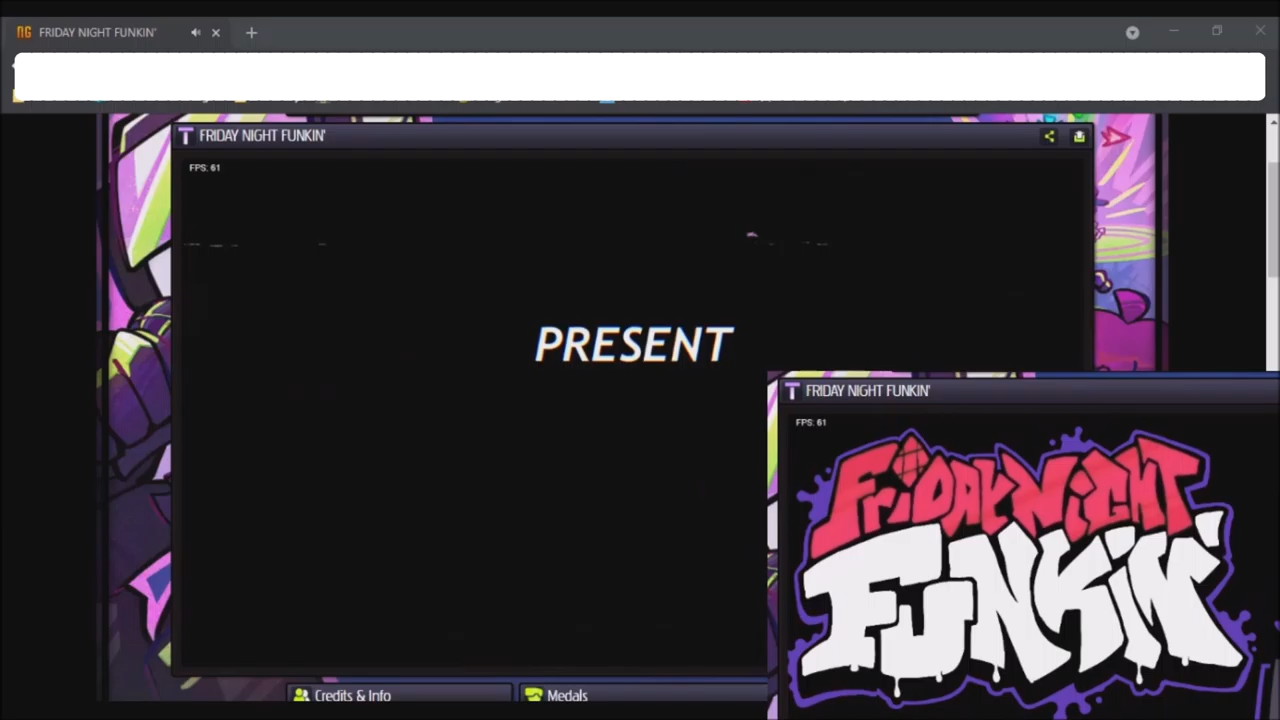 NG FRIDAY NIGHT FUNKIN'
FRIDAY NIGHT FUNKIN'
FPS: 61
PRESENT
FRIDAY NIGHT FUNKIN'
FPS: 61
FRiDAY NiGHT
FUNKiN'
Credits & Info
Medals